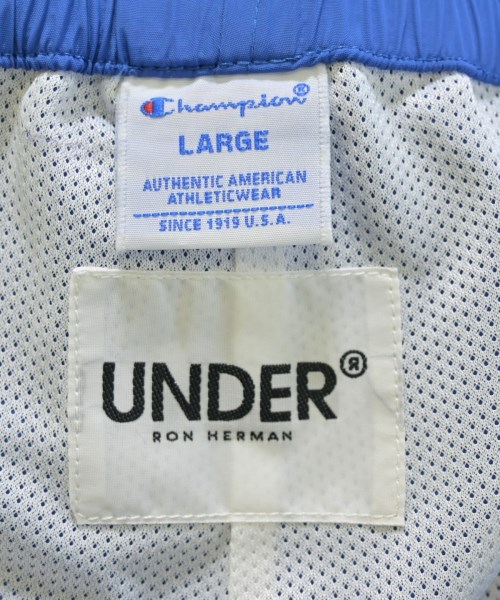 Champion®
LARGE
AUTHENTIC AMERICAN
ATHLETICWEAR
SINCE 1919 U.S.A.
UNDER®
RON HERMAN